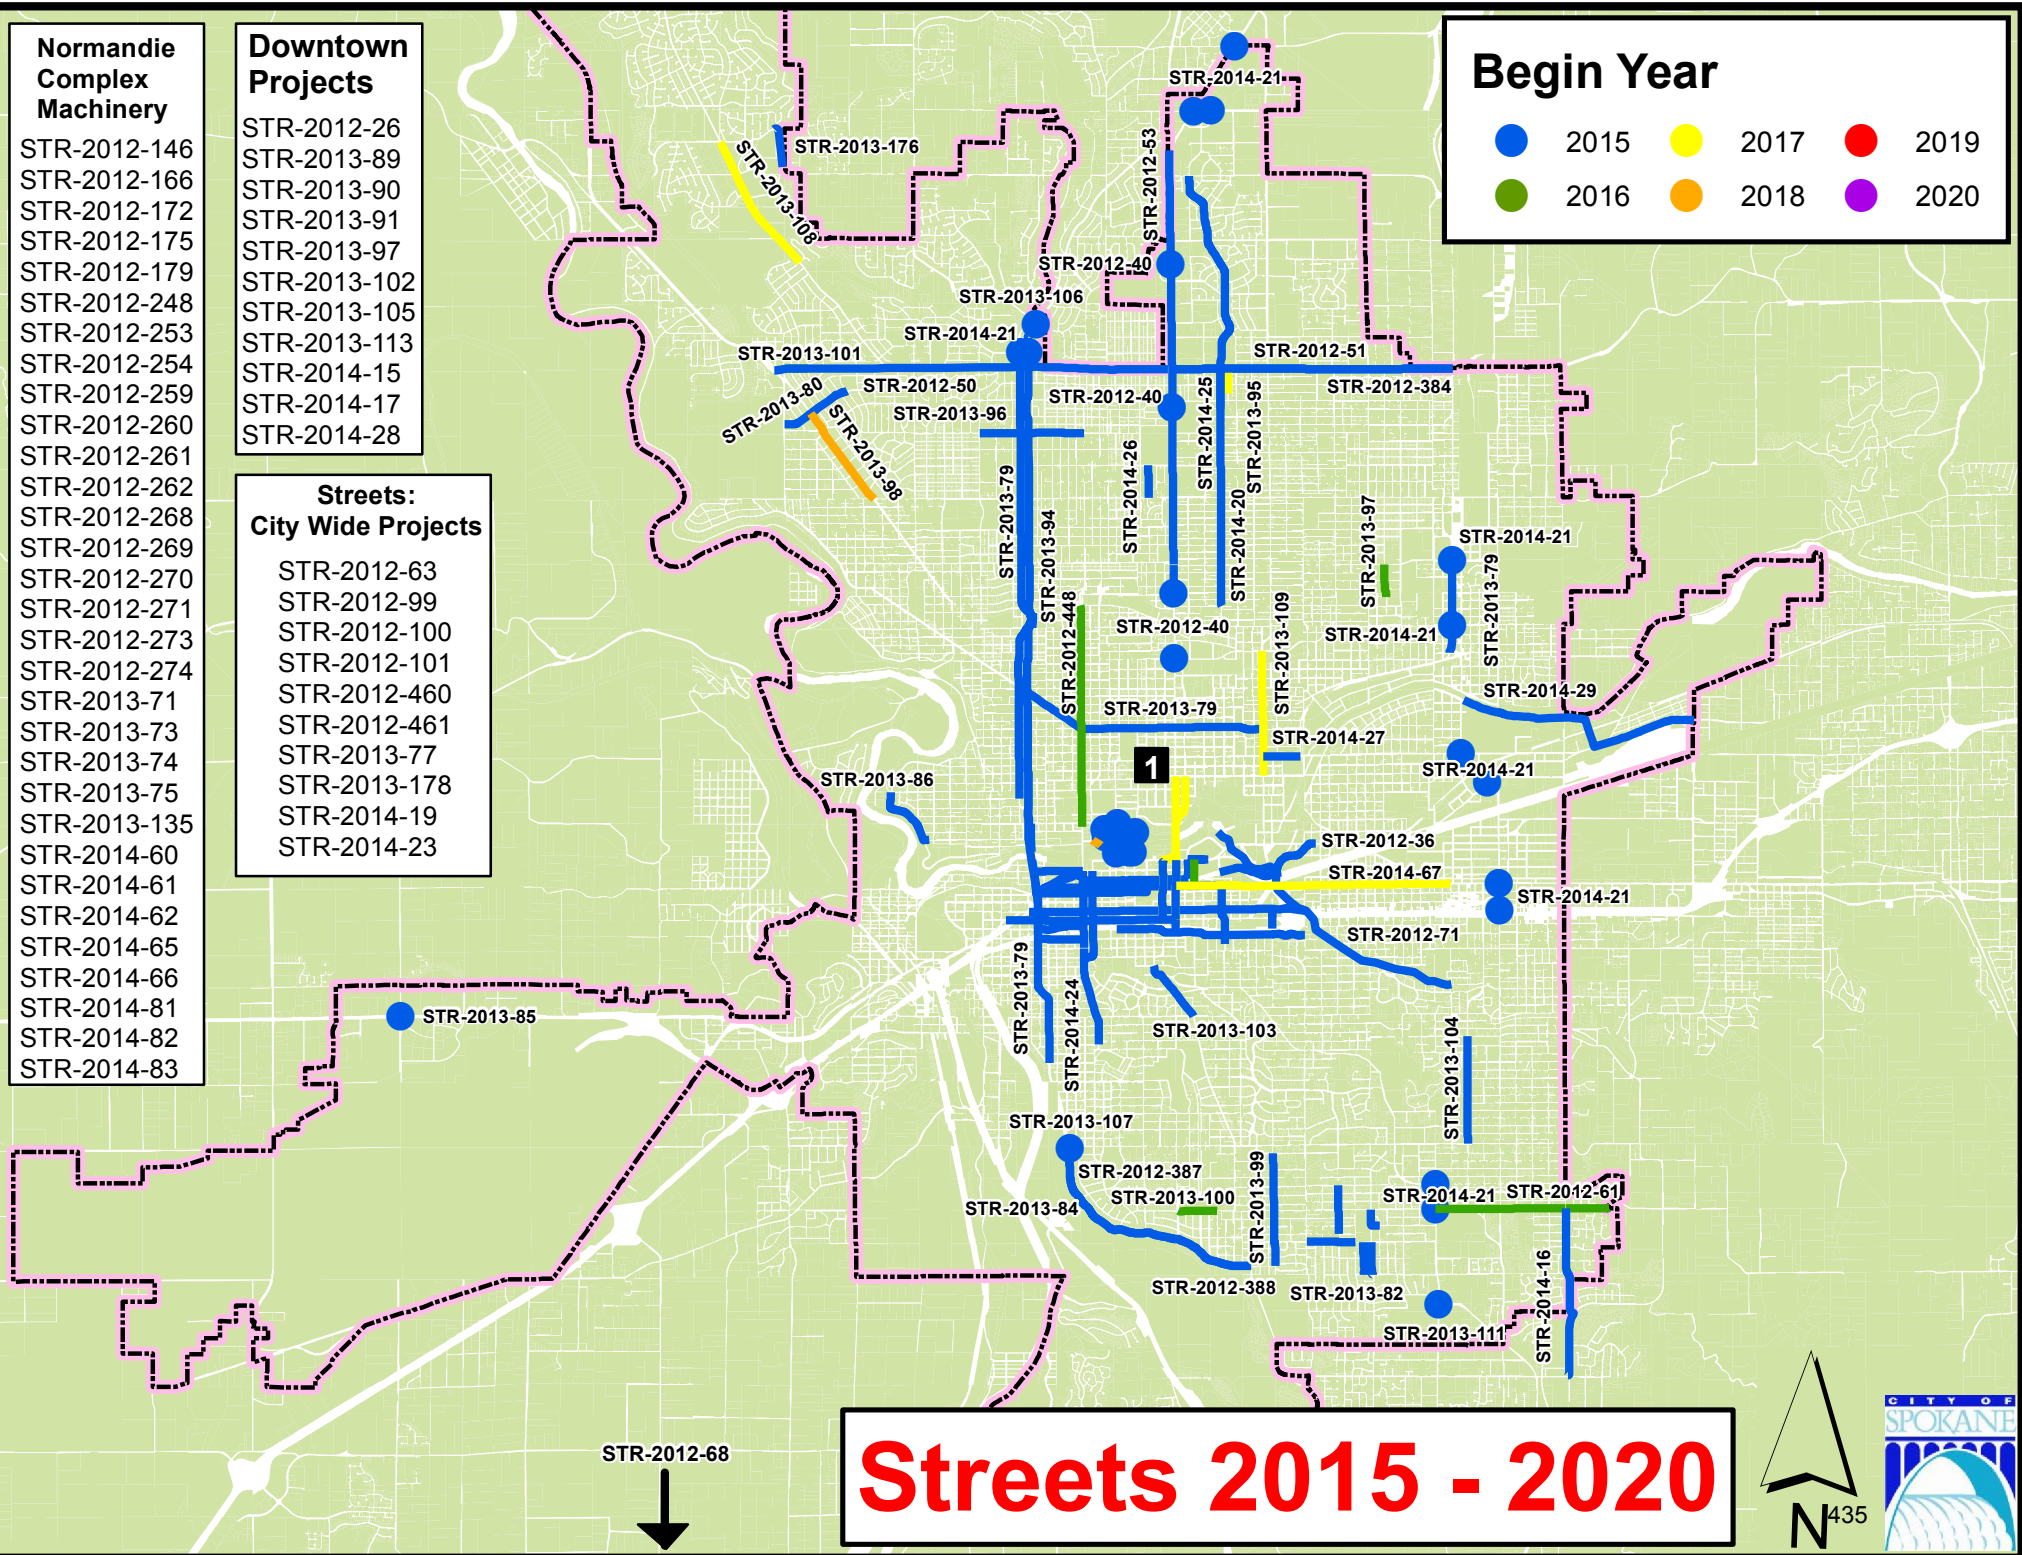 Normandie
Complex
Machinery
STR-2012-146
STR-2012-166
STR-2012-172
STR-2012-175
STR-2012-179
STR-2012-248
STR-2012-253
STR-2012-254
STR-2012-259
STR-2012-260
STR-2012-261
STR-2012-262
STR-2012-268
STR-2012-269
STR-2012-270
STR-2012-271
STR-2012-273
STR-2012-274
STR-2013-71
STR-2013-73
STR-2013-74
STR-2013-75
STR-2013-135
STR-2014-60
STR-2014-61
STR-2014-62
STR-2014-65
STR-2014-66
STR-2014-81
STR-2014-82
STR-2014-83
Downtown
Projects
STR-2012-26
STR-2013-89
STR-2013-90
STR-2013-91
STR-2013-97
STR-2013-102
STR-2013-105
STR-2013-113
STR-2014-15
STR-2014-17
STR-2014-28
Streets:
City Wide Projects
STR-2012-63
STR-2012-99
STR-2012-100
STR-2012-101
STR-2012-460
STR-2012-461
STR-2013-77
STR-2013-178
STR-2014-19
STR-2014-23
Begin Year
2015
2017
2019
2016
2018
2020
STR-2014-21
STR-2013-176
STR-2013-108
STR-2012-53
STR-2012-40
STR-2013-106
STR-2014-21
STR-2013-101
STR-2012-51
STR-2012-50
STR-2012-384
STR-2013-80
STR-2012-40
STR-2013-96
STR-2013-98
STR-2014-25
STR-2013-95
STR-2014-26
STR-2013-79
STR-2013-94
STR-2014-20
STR-2013-97
STR-2014-21
STR-2013-79
STR-2012-448
STR-2012-40
STR-2013-109
STR-2014-21
STR-2014-29
STR-2013-79
STR-2014-27
1
STR-2014-21
STR-2013-86
STR-2012-36
STR-2014-67
STR-2014-21
STR-2012-71
STR-2013-79
STR-2014-24
STR-2013-85
STR-2013-103
STR-2013-104
STR-2013-107
STR-2012-387
STR-2013-100
STR-2013-84
STR-2013-99
STR-2014-21
STR-2012-61
STR-2012-388
STR-2013-82
STR-2014-16
STR-2013-111
STR-2012-68
Streets 2015 - 2020
N
435
CITY OF
SPOKANE